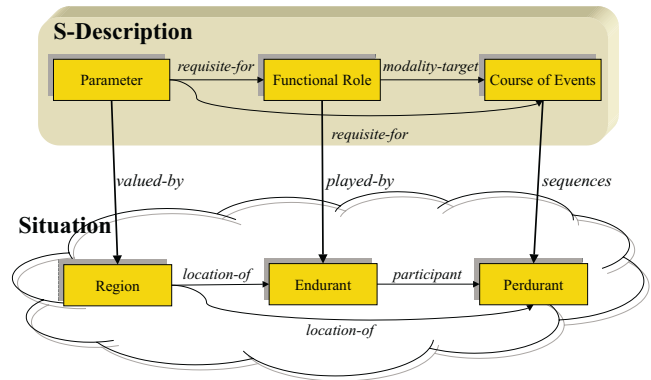 S-Description
requisite-for
modality-target
Parameter
Functional Role
Course of Events
requisite-for
valued-by
played-by
sequences
Situation
location-of
participant
Region
Endurant
Perdurant
location-of